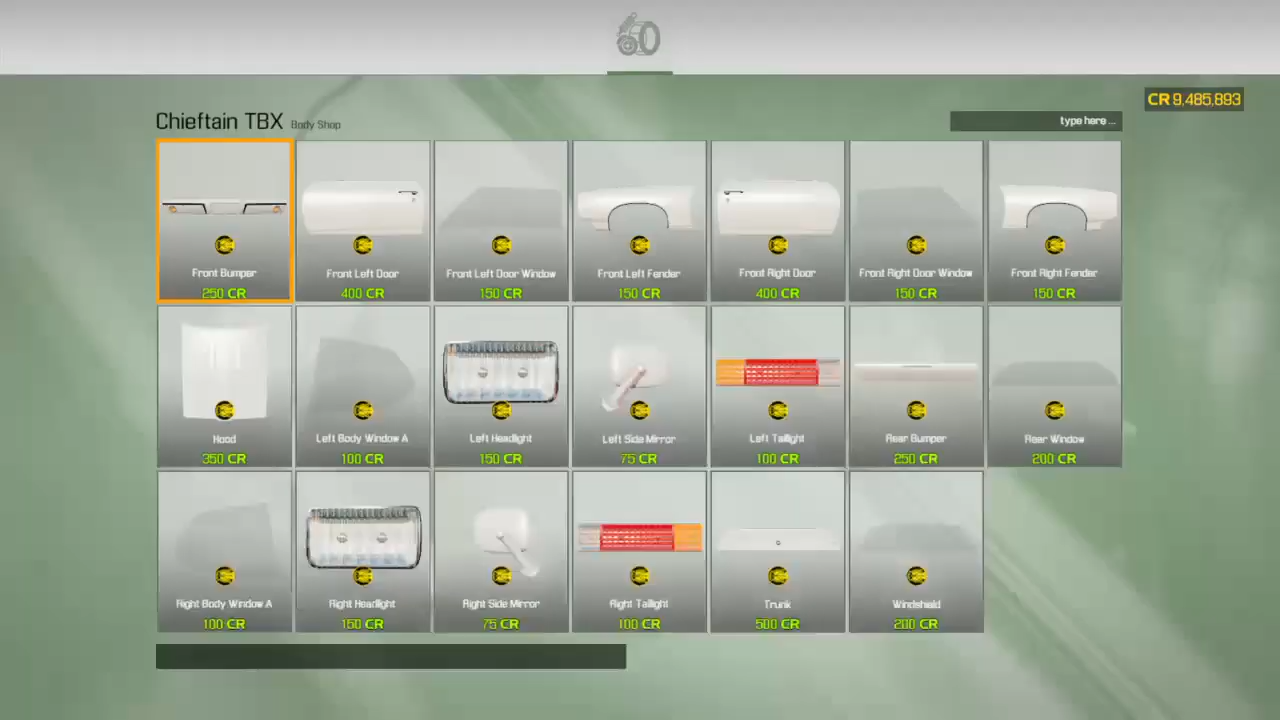 CR 9,485,893
Chieftain TBX Body Shop
type here ...
Front Bumper
250 CR
Front Left Door
400 CR
Front Left Door Window
150 CR
Front Left Fender
150 CR
Front Right Door
400 CR
Front Right Door Window
150 CR
Front Right Fender
150 CR
Hood
350 CR
Left Body Window A
100 CR
Left Headlight
150 CR
Left Side Mirror
75 CR
Left Taillight
100 CR
Rear Bumper
250 CR
Rear Window
200 CR
Right Body Window A
100 CR
Right Headlight
150 CR
Right Side Mirror
75 CR
Right Taillight
100 CR
Trunk
500 CR
Windshield
200 CR